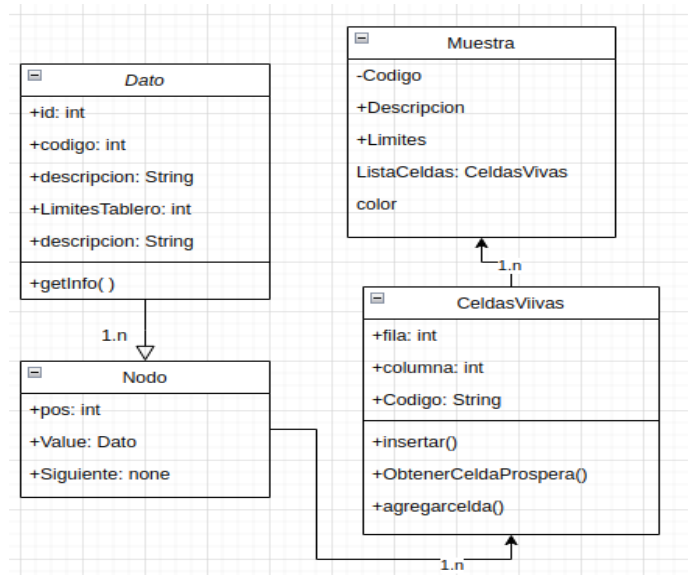 Dato
+id: int
+codigo: int
+descripcion: String
+LimitesTablero: int
+descripcion: String
+getInfo( )
1.n
Nodo
+pos: int
+Value: Dato
+Siguiente: none
Muestra
-Codigo
+Descripcion
+Limites
ListaCeldas: CeldasVivas
color
1.n
CeldasViivas
+fila: int
+columna: int
+Codigo: String
+insertar()
+ObtenerCeldaProspera()
+agregarcelda()
1.n